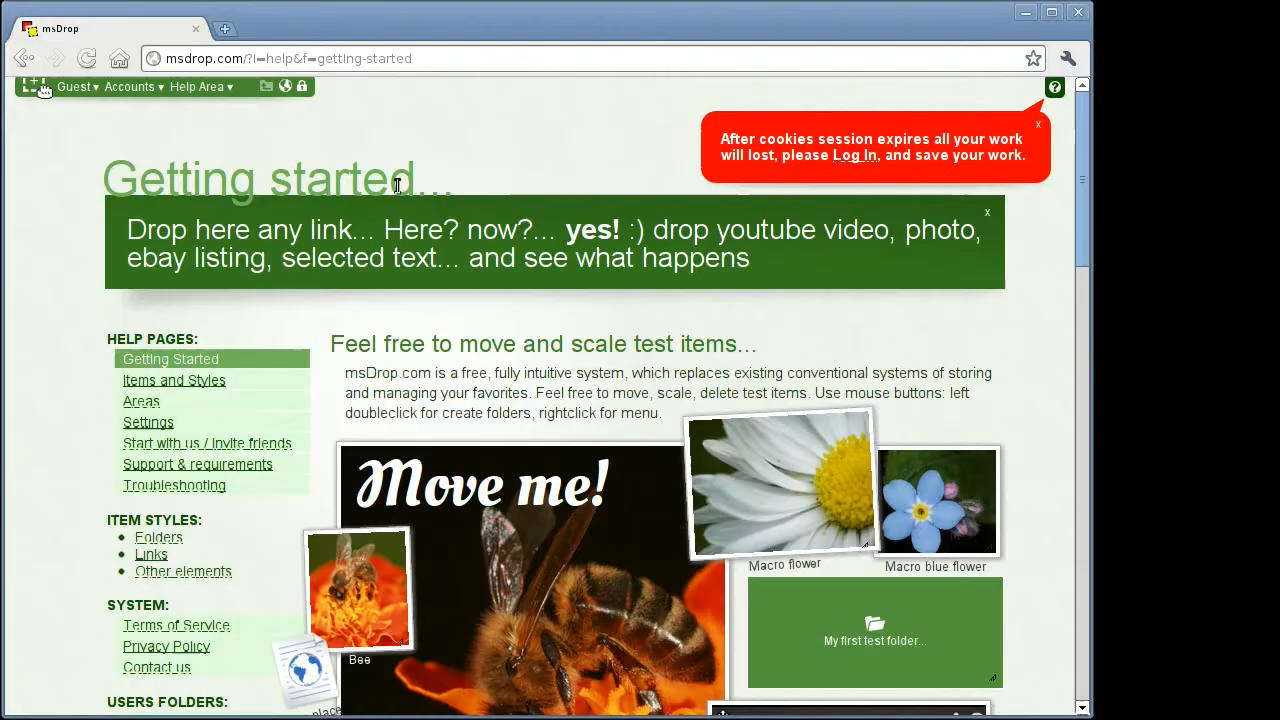 msDrop
msdrop.com/?l=help&f=getting-started
Guest ▾ Accounts ▾ Help Area ▾
After cookies session expires all your work
will lost, please Log In, and save your work.
x
Getting started...
Drop here any link... Here? now?... yes! :) drop youtube video, photo,
ebay listing, selected text... and see what happens
x
HELP PAGES:
Getting Started
Items and Styles
Areas
Settings
Start with us / Invite friends
Support & requirements
Troubleshooting
ITEM STYLES:
Folders
Links
Other elements
SYSTEM:
Terms of Service
Privacy Policy
Contact us
USERS FOLDERS:
Feel free to move and scale test items...
msDrop.com is a free, fully intuitive system, which replaces existing conventional systems of storing
and managing your favorites. Feel free to move, scale, delete test items. Use mouse buttons: left
doubleclick for create folders, rightclick for menu.
Move me!
Bee
Macro flower
Macro blue flower
My first test folder...